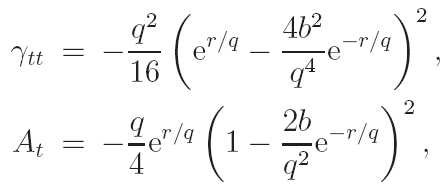 γ_{tt} = −\frac{q^2}{16} \left( e^{r/q} − \frac{4b^2}{q^4} e^{−r/q} \right)^2 ,
A_t = −\frac{q}{4} e^{r/q} \left( 1 − \frac{2b}{q^2} e^{−r/q} \right)^2 ,